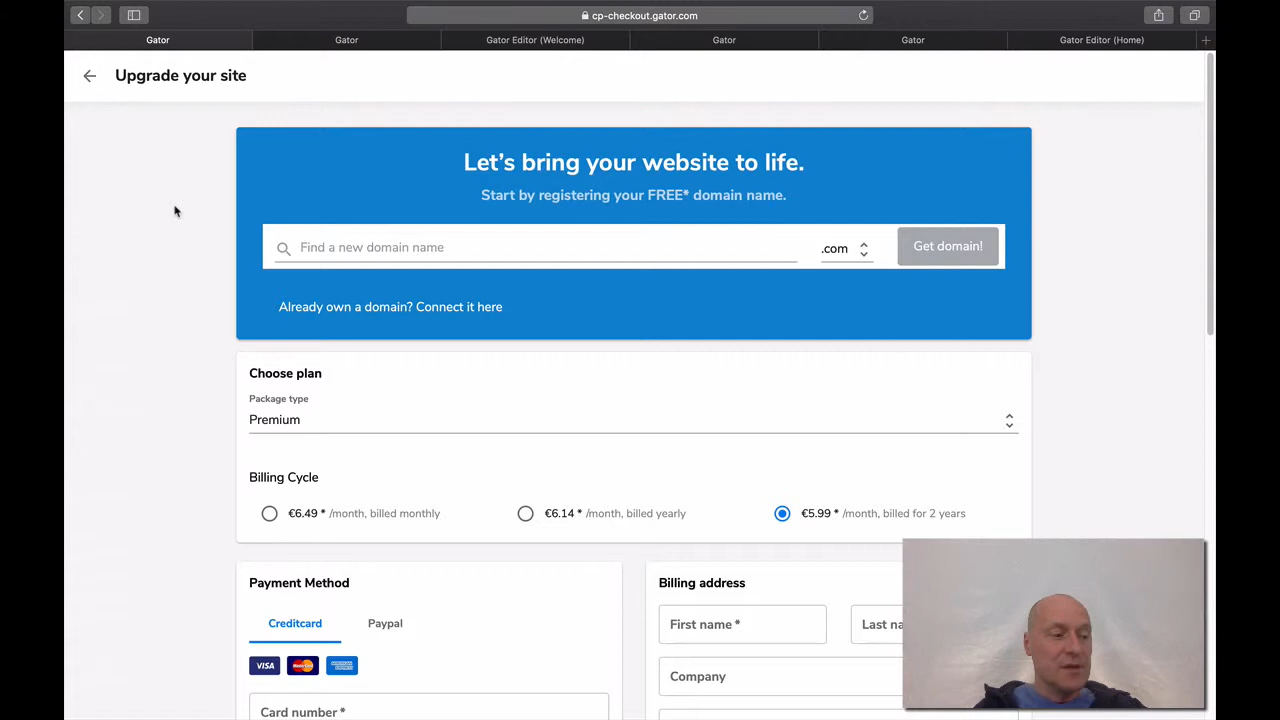 cp-checkout.gator.com
Gator
Gator
Gator Editor (Welcome)
Gator
Gator
Gator Editor (Home)
Upgrade your site
Let's bring your website to life.
Start by registering your FREE* domain name.
Find a new domain name
.com
Get domain!
Already own a domain? Connect it here
Choose plan
Package type
Premium
Billing Cycle
€6.49 * /month, billed monthly
€6.14 * /month, billed yearly
€5.99 * /month, billed for 2 years
Payment Method
Creditcard
Paypal
VISA
MasterCard
AMERICAN EXPRESS
Card number *
Billing address
First name *
Last na
Company